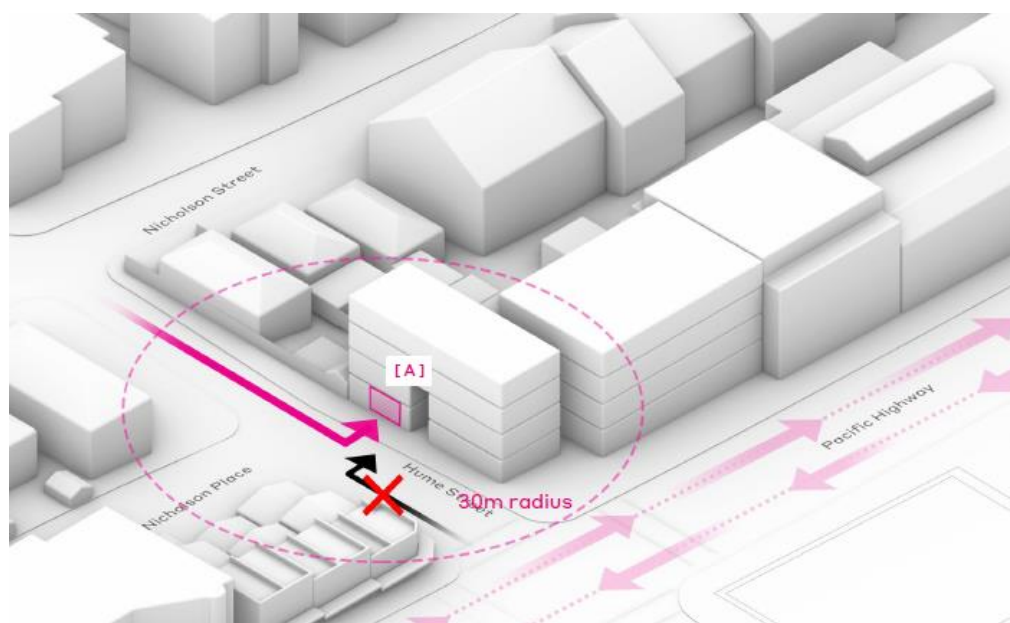 Nicholson Street
[A]
Pacific Highway
Hume Street
30m radius
Nicholson Place